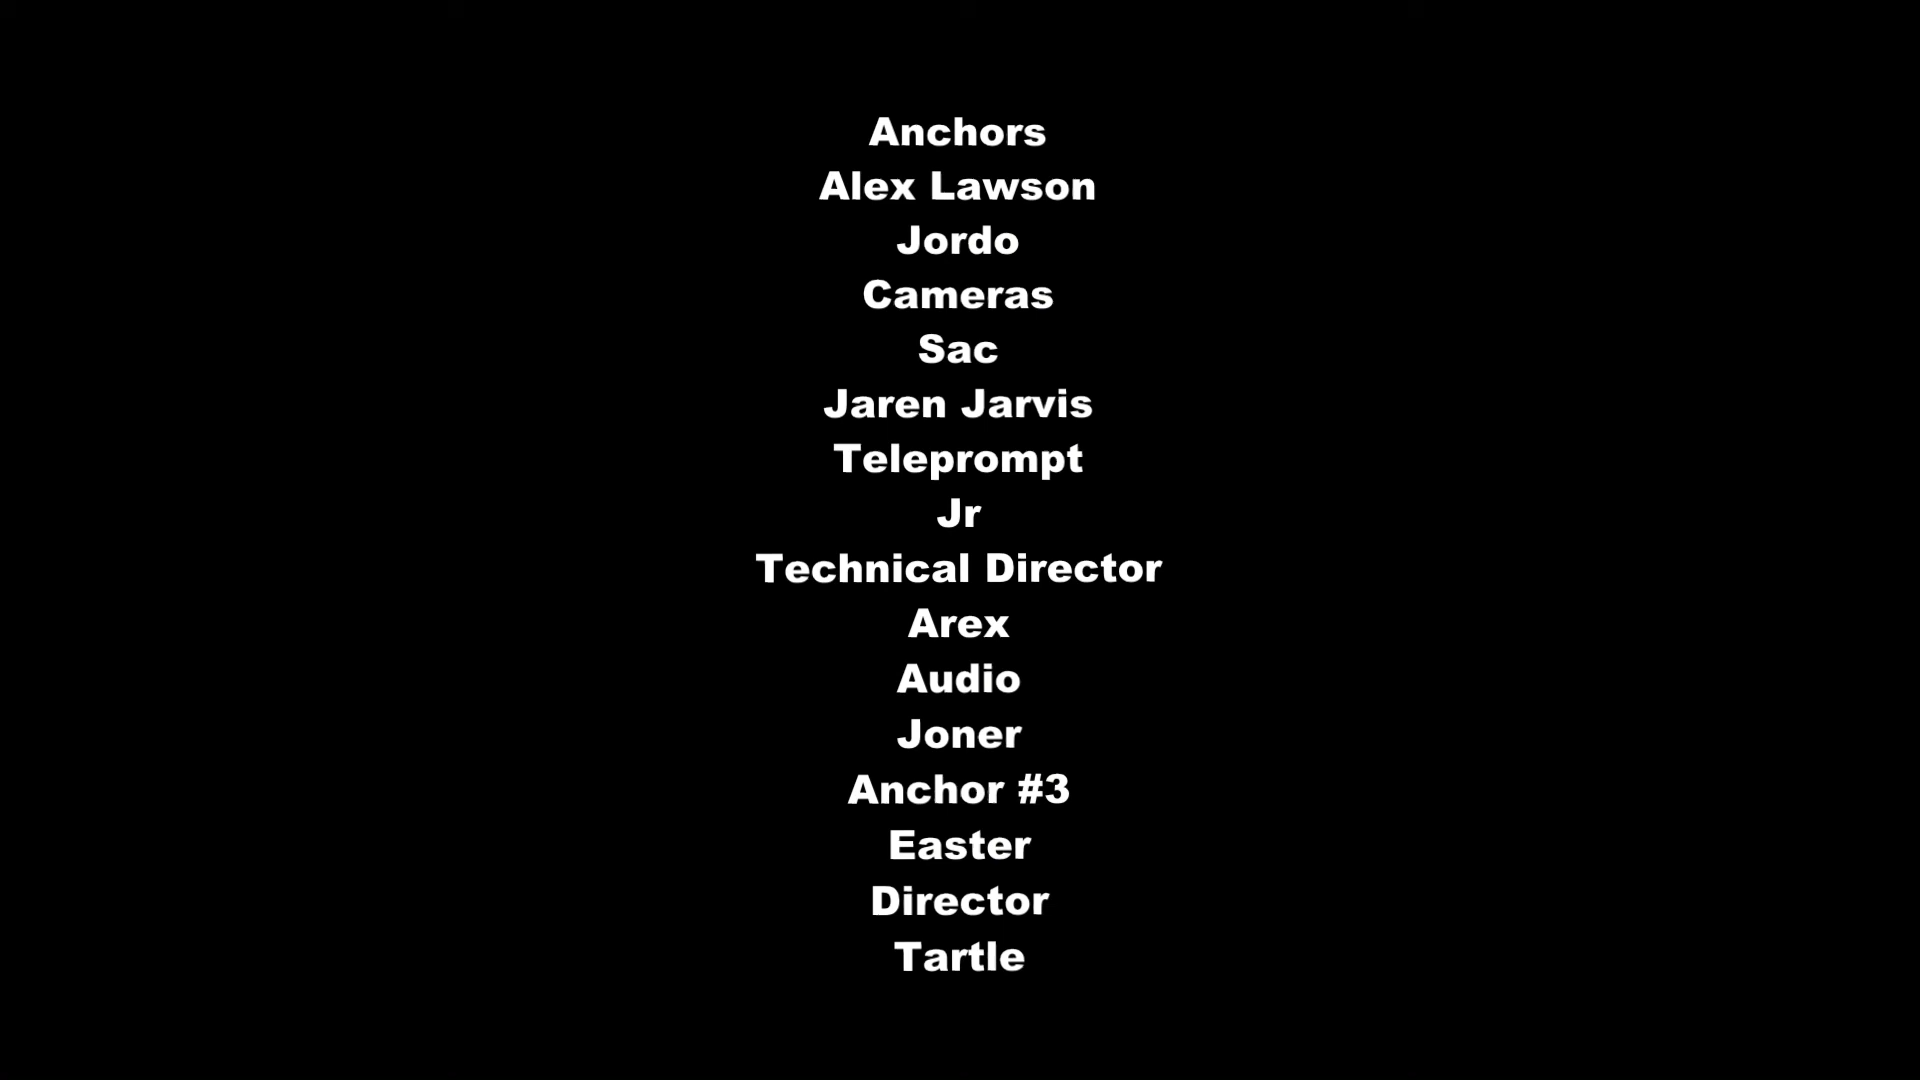 Anchors
Alex Lawson
Jordo
Cameras
Sac
Jaren Jarvis
Teleprompt
Jr
Technical Director
Arex
Audio
Joner
Anchor #3
Easter
Director
Tartle